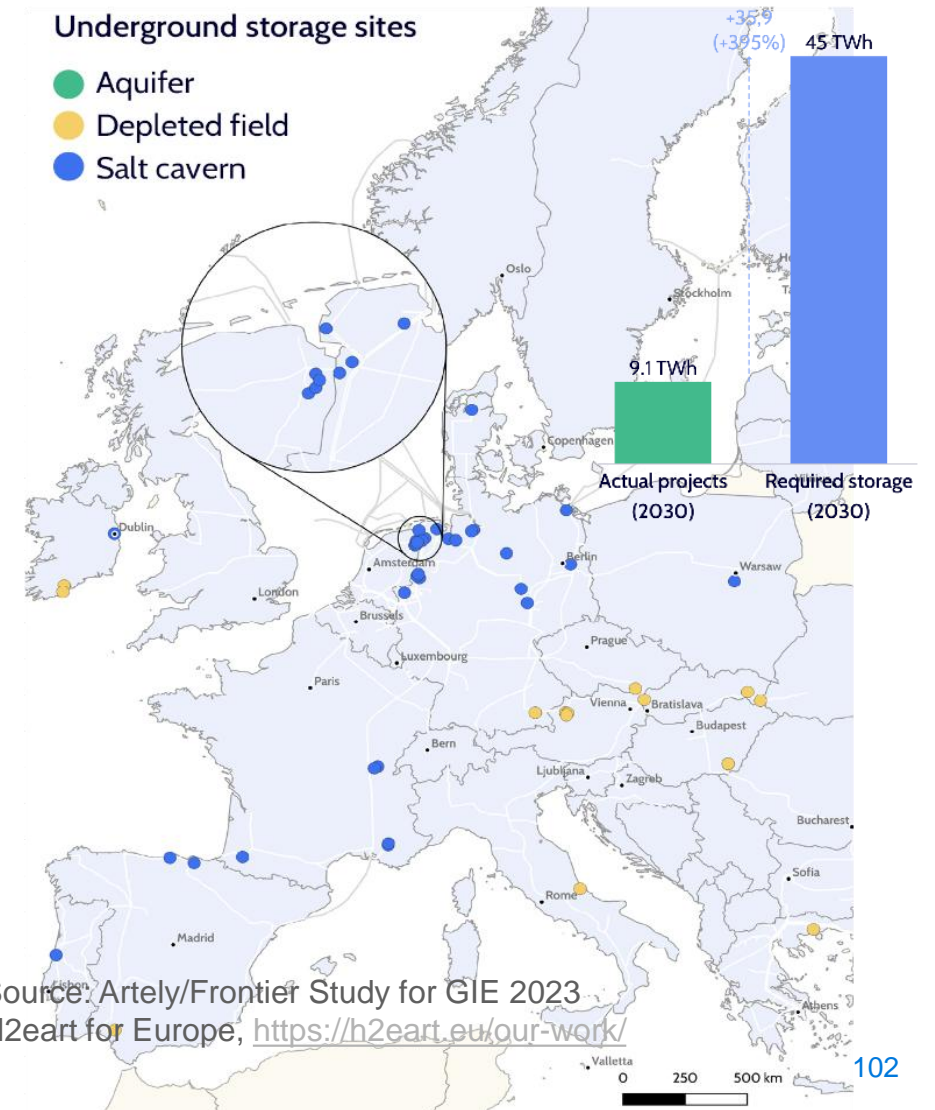 Underground storage sites
Aquifer
Depleted field
Salt cavern
+35,9
(+395%)
45 TWh
9.1 TWh
Actual projects
(2030)
Required storage
(2030)
Oslo
Stockholm
Copenhagen
Dublin
London
Amsterdam
Berlin
Warsaw
Brussels
Luxembourg
Prague
Paris
Vienna
Bratislava
Budapest
Bern
Ljubljana
Zagreb
Bucharest
Sofia
Rome
Madrid
Lisbon
Athens
Valletta
Source: Artely/Frontier Study for GIE 2023
H2eart for Europe, https://h2eart.eu/our-work/
0 250 500 km
102